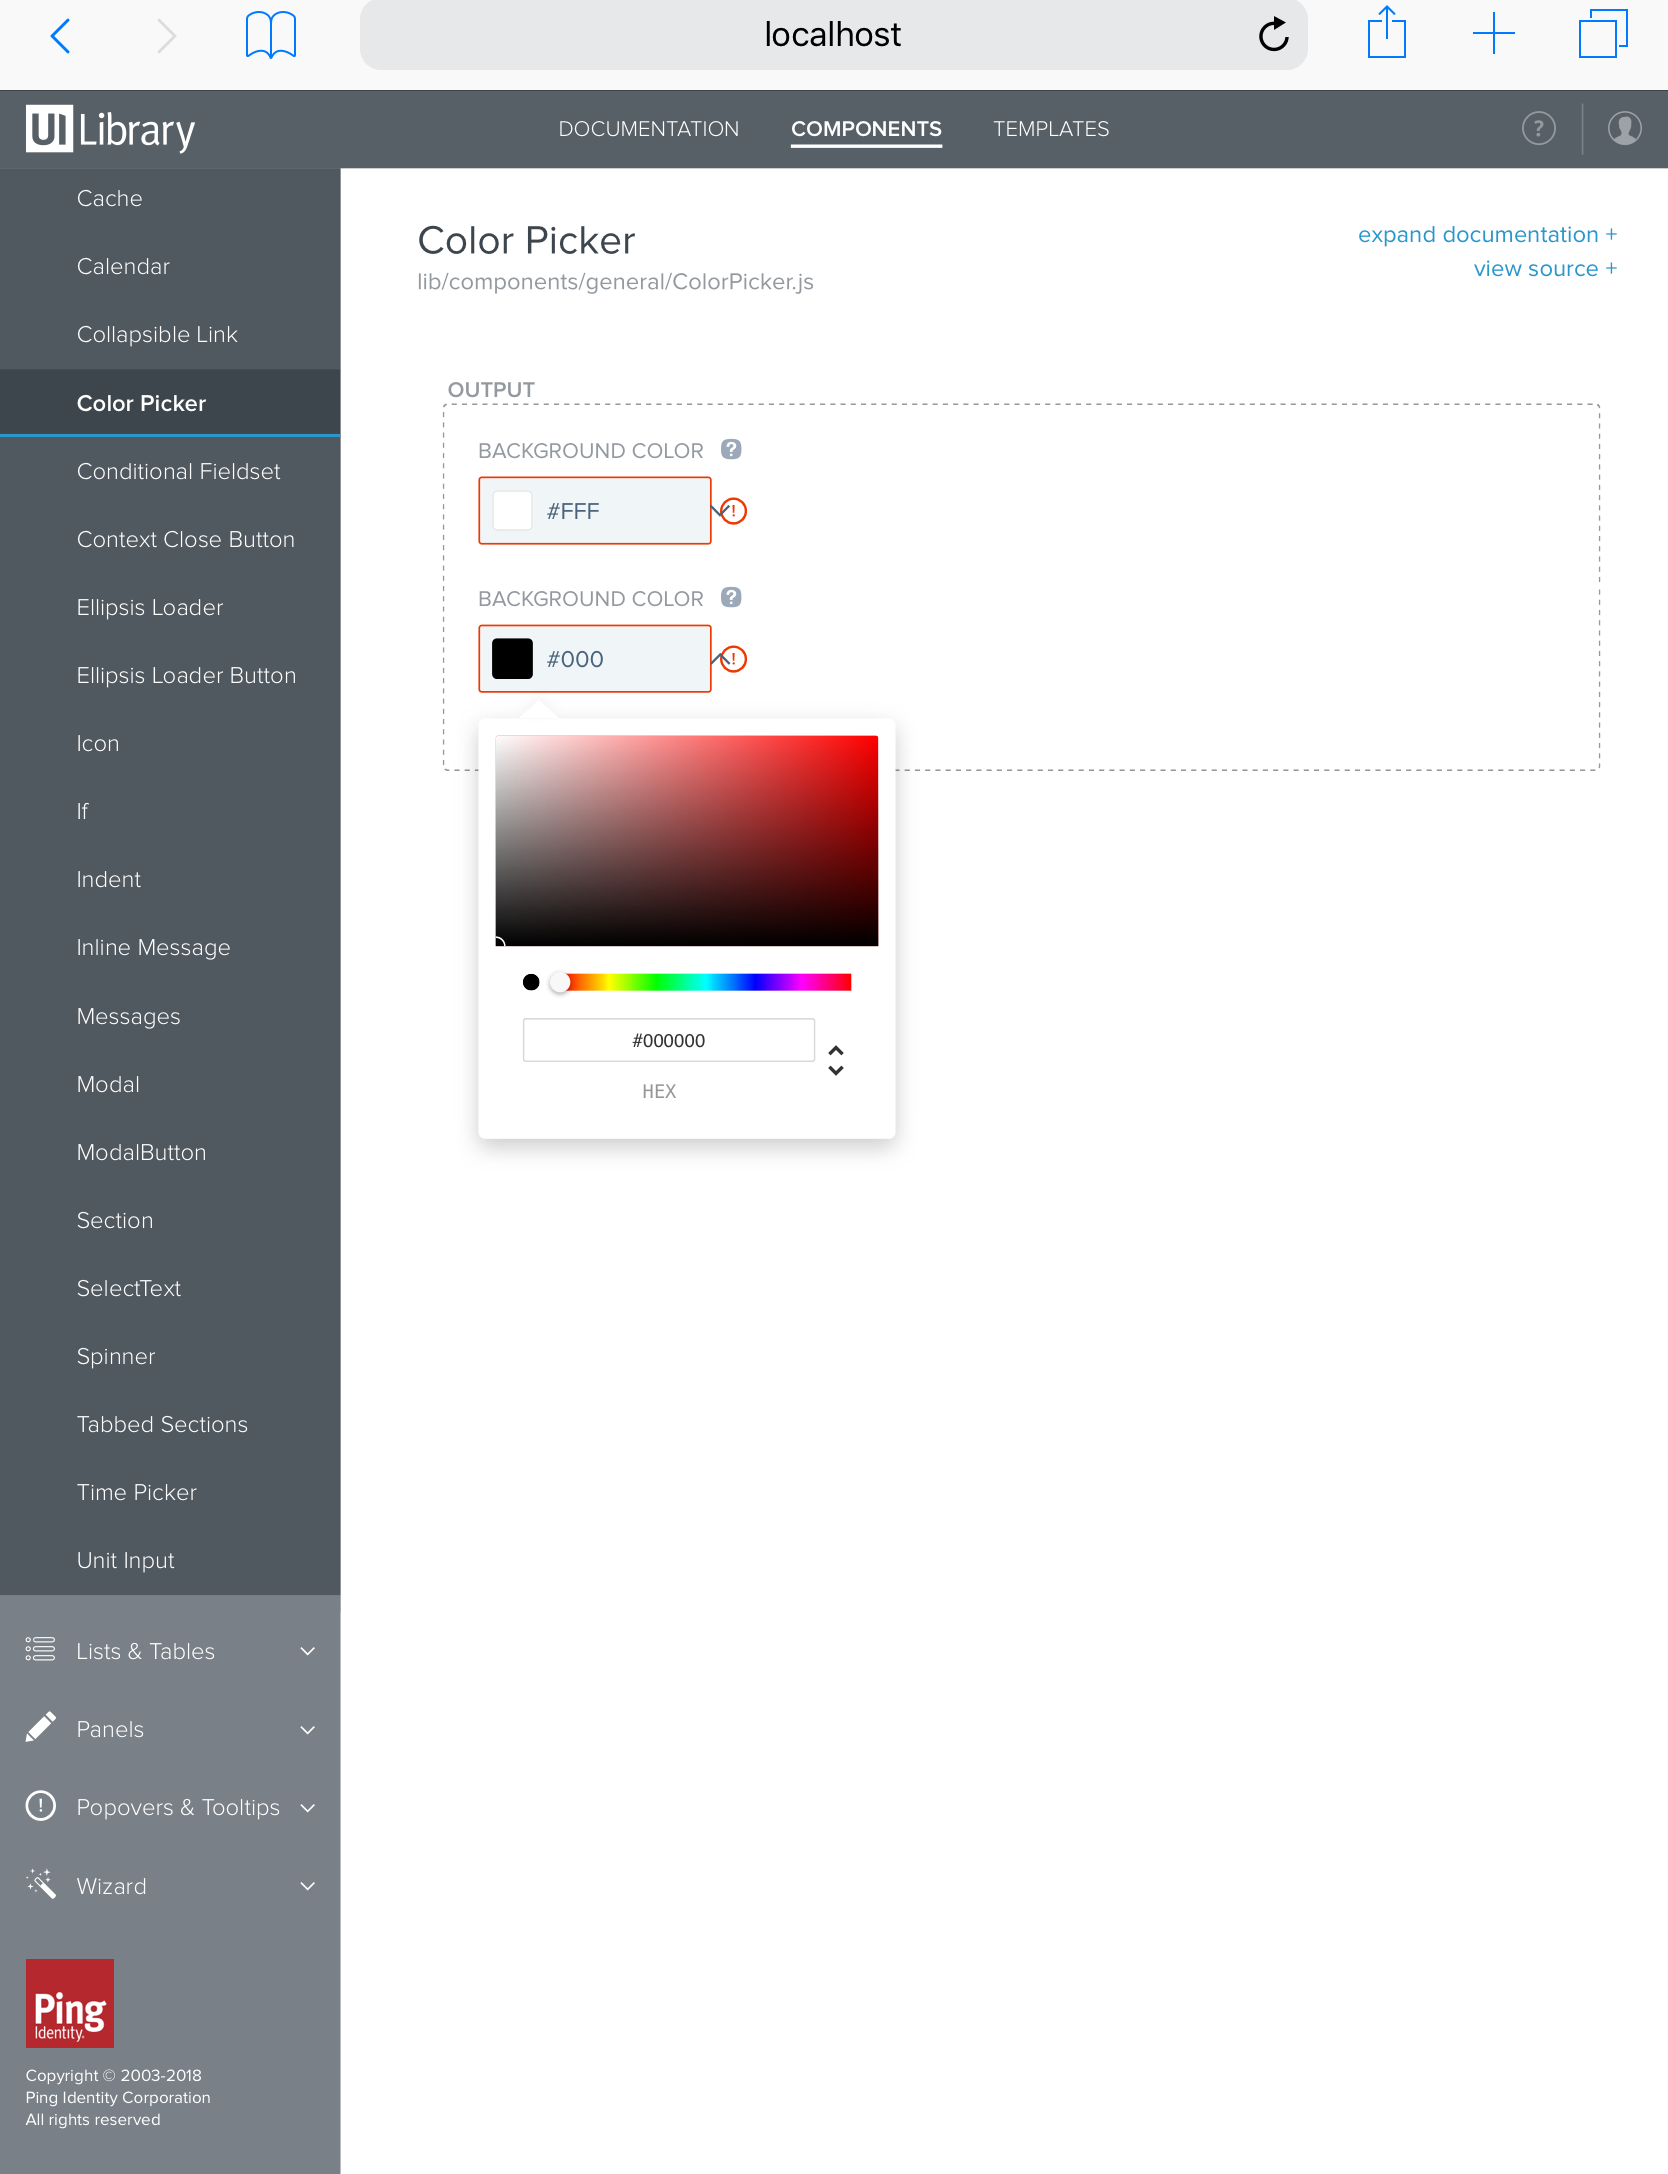 localhost
UI Library
DOCUMENTATION
COMPONENTS
TEMPLATES
?
Cache
Calendar
Collapsible Link
Color Picker
Conditional Fieldset
Context Close Button
Ellipsis Loader
Ellipsis Loader Button
Icon
If
Indent
Inline Message
Messages
Modal
ModalButton
Section
SelectText
Spinner
Tabbed Sections
Time Picker
Unit Input
Lists & Tables
Panels
Popovers & Tooltips
Wizard
Ping
Identity.
Copyright © 2003-2018
Ping Identity Corporation
All rights reserved
Color Picker
lib/components/general/ColorPicker.js
expand documentation +
view source +
OUTPUT
BACKGROUND COLOR ?
#FFF !
BACKGROUND COLOR ?
#000 !
#000000
HEX